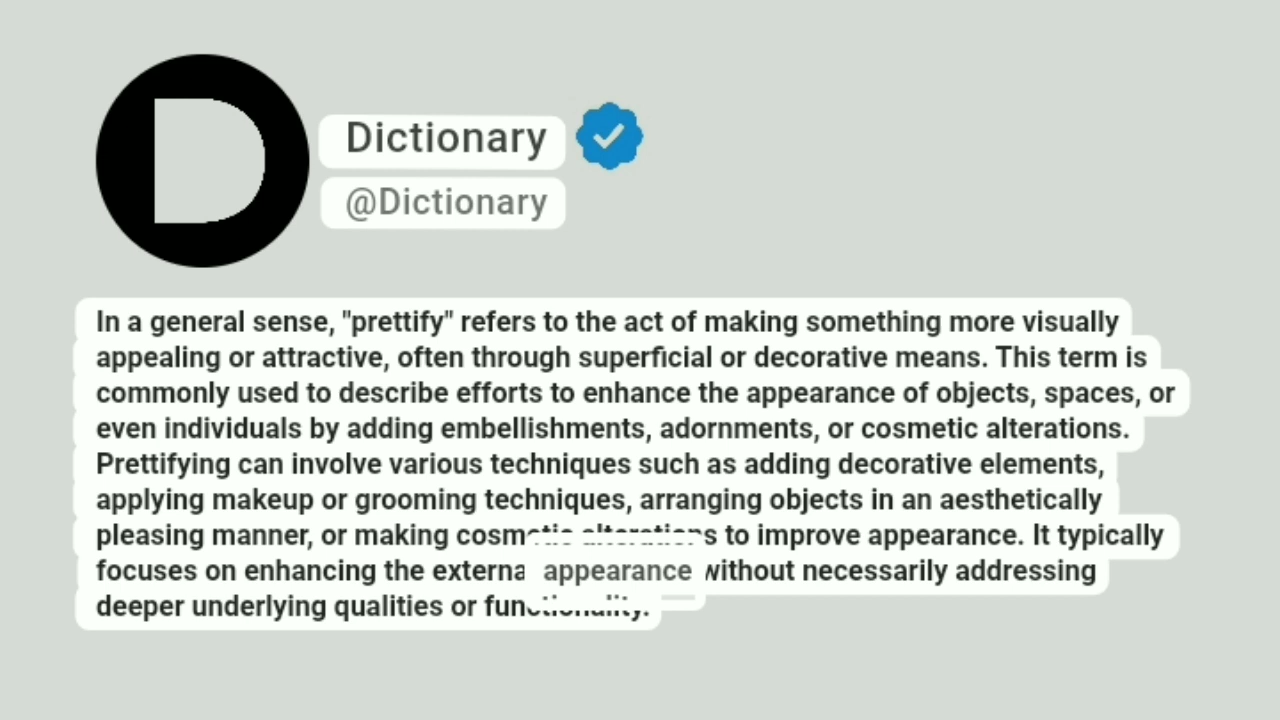 Dictionary
@Dictionary
In a general sense, "prettify" refers to the act of making something more visually
appealing or attractive, often through superficial or decorative means. This term is
commonly used to describe efforts to enhance the appearance of objects, spaces, or
even individuals by adding embellishments, adornments, or cosmetic alterations.
Prettifying can involve various techniques such as adding decorative elements,
applying makeup or grooming techniques, arranging objects in an aesthetically
pleasing manner, or making cosmetic alterations to improve appearance. It typically
focuses on enhancing the externa appearance without necessarily addressing
deeper underlying qualities or functionality.